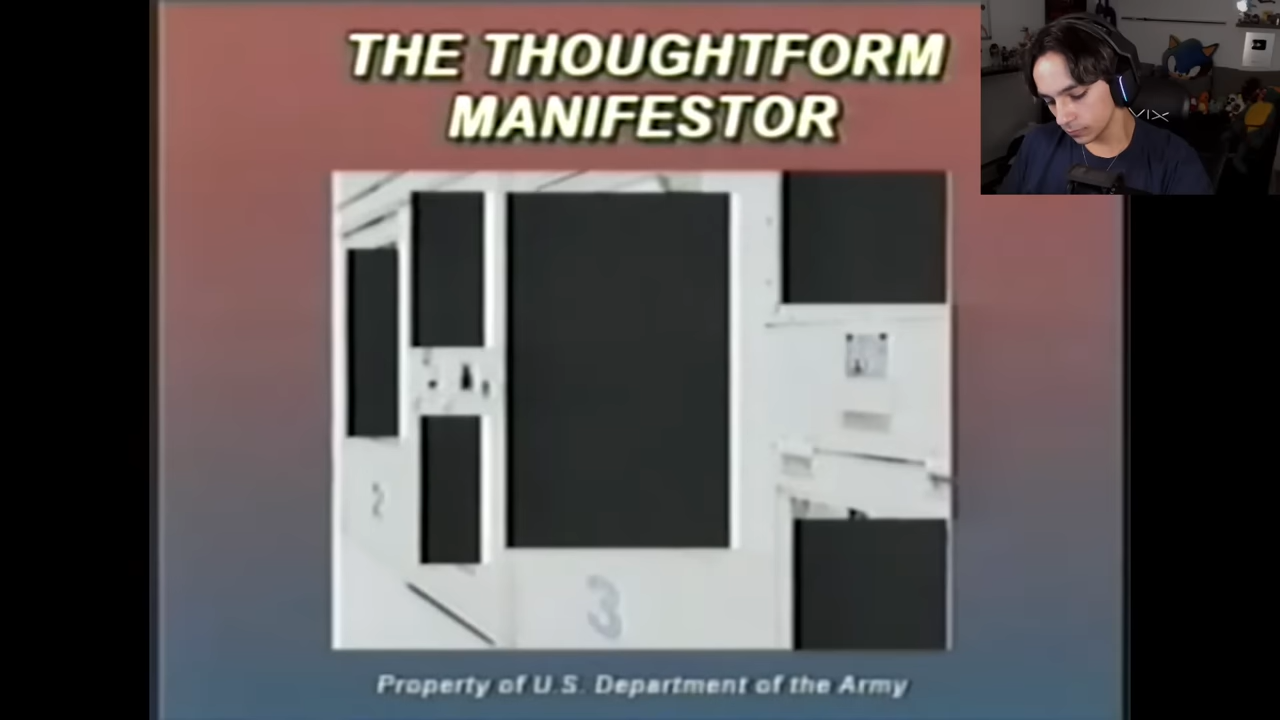 THE THOUGHTFORM
MANIFESTOR
2
3
Property of U.S. Department of the Army